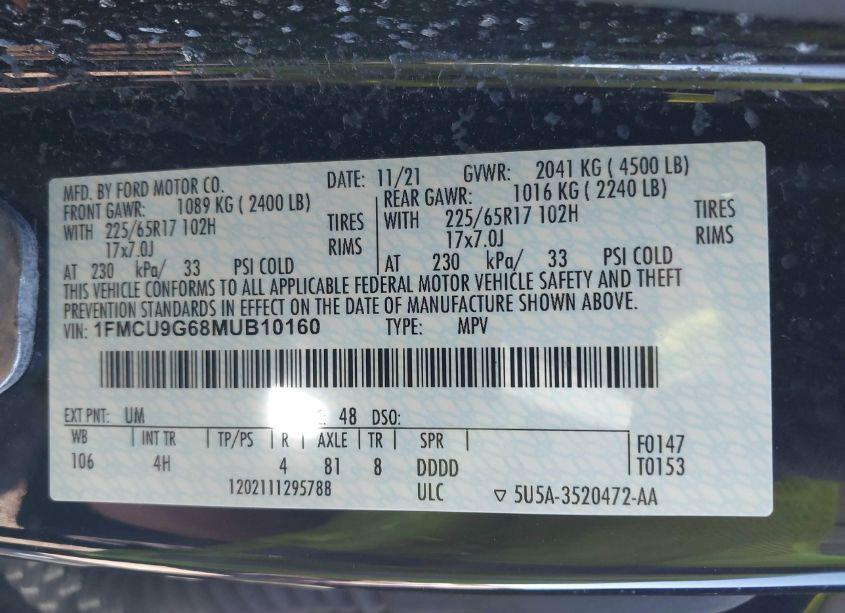 MFD. BY FORD MOTOR CO. DATE: 11/21 GVWR: 2041 KG ( 4500 LB)
FRONT GAWR: 1089 KG ( 2400 LB) REAR GAWR: 1016 KG ( 2240 LB)
WITH 225/65R17 102H TIRES WITH 225/65R17 102H TIRES
17x7.0J RIMS 17x7.0J RIMS
AT 230 kPa/ 33 PSI COLD AT 230 kPa/ 33 PSI COLD
THIS VEHICLE CONFORMS TO ALL APPLICABLE FEDERAL MOTOR VEHICLE SAFETY AND THEFT
PREVENTION STANDARDS IN EFFECT ON THE DATE OF MANUFACTURE SHOWN ABOVE.
VIN: 1FMCU9G68MUB10160 TYPE: MPV
EXT PNT: UM 48 DSO:
WB INT TR TP/PS R AXLE TR SPR F0147
106 4H 4 81 8 DDDD T0153
1202111295788 ULC ▽ 5U5A-3520472-AA